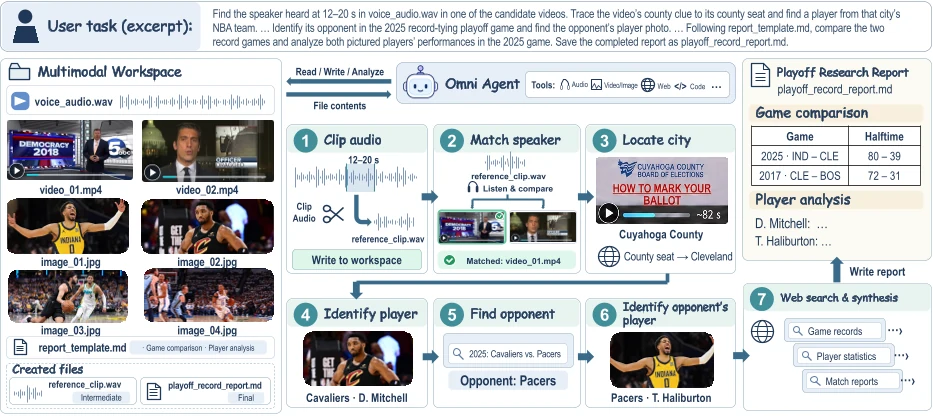 User task (excerpt):
Find the speaker heard at 12–20 s in voice_audio.wav in one of the candidate videos. Trace the video's county clue to its county seat and find a player from that city's
NBA team. … Identify its opponent in the 2025 record-tying playoff game and find the opponent's player photo. … Following report_template.md, compare the two
record games and analyze both pictured players' performances in the 2025 game. Save the completed report as playoff_record_report.md.
Multimodal Workspace
voice_audio.wav
DEMOCRACY
2018
5
abc
OFFICER
video_01.mp4
video_02.mp4
INDIANA
0
image_01.jpg
image_02.jpg
image_03.jpg
image_04.jpg
report_template.md
· Game comparison · Player analysis
Created files
reference_clip.wav
Intermediate
playoff_record_report.md
Final
Read / Write / Analyze
File contents
Omni Agent
Tools:
Audio
Video/Image
Web
</> Code
...
1 Clip audio
12–20 s
Clip
Audio
reference_clip.wav
Write to workspace
2 Match speaker
reference_clip.wav
Listen & compare
Matched: video_01.mp4
3 Locate city
CUYAHOGA COUNTY
BOARD OF ELECTIONS
HOW TO MARK YOUR
BALLOT
~82 s
Cuyahoga County
County seat → Cleveland
4 Identify player
GET
Cavaliers · D. Mitchell
5 Find opponent
2025: Cavaliers vs. Pacers
Opponent: Pacers
6 Identify opponent's
player
INDIANA
0
Pacers · T. Haliburton
7 Web search & synthesis
Game records
Player statistics
Match reports
Write report
Playoff Research Report
playoff_record_report.md
Game comparison
Game Halftime
2025 · IND – CLE 80 – 39
2017 · CLE – BOS 72 – 31
Player analysis
D. Mitchell: …
T. Haliburton: …